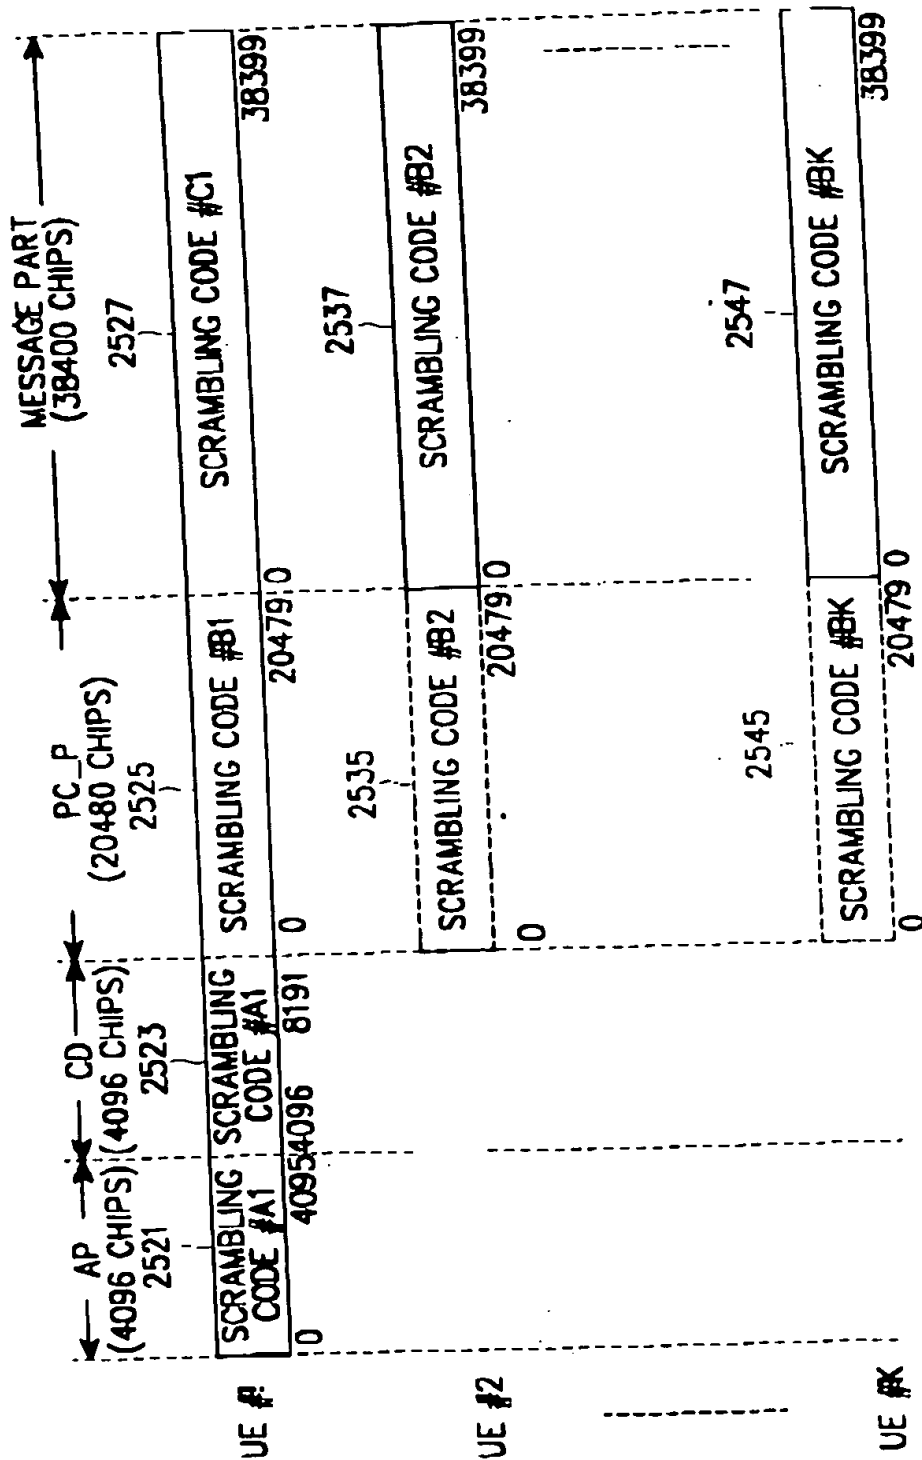 AP
(4096 CHIPS)
2521
CD
(4096 CHIPS)
2523
PC_P
(20480 CHIPS)
2525
MESSAGE PART
(38400 CHIPS)
2527
UE #1
SCRAMBLING
CODE #A1
SCRAMBLING
CODE #A1
SCRAMBLING CODE #B1
SCRAMBLING CODE #C1
0
4095
4096
8191
0
20479
0
38399
UE #2
2535
2537
SCRAMBLING CODE #B2
SCRAMBLING CODE #B2
0
20479
0
38399
UE #K
2545
2547
SCRAMBLING CODE #BK
SCRAMBLING CODE #BK
0
20479
0
38399